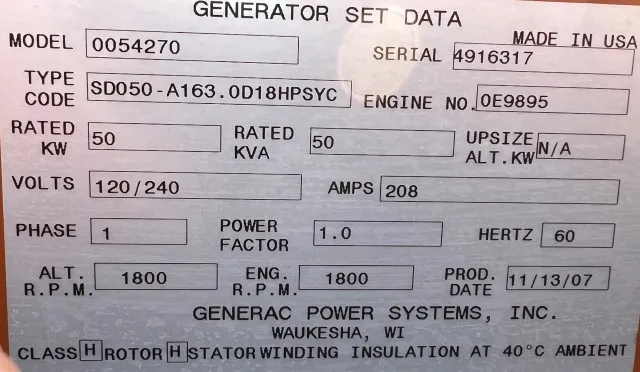 GENERATOR SET DATA
MADE IN USA
MODEL 0054270 SERIAL 4916317
TYPE CODE SD050-A163.0D18HPSYC ENGINE NO. 0E9895
RATED KW 50 RATED KVA 50 UPSIZE ALT.KW N/A
VOLTS 120/240 AMPS 208
PHASE 1 POWER FACTOR 1.0 HERTZ 60
ALT. R.P.M. 1800 ENG. R.P.M. 1800 PROD. DATE 11/13/07
GENERAC POWER SYSTEMS, INC.
WAUKESHA, WI
CLASS H ROTOR H STATOR WINDING INSULATION AT 40°C AMBIENT